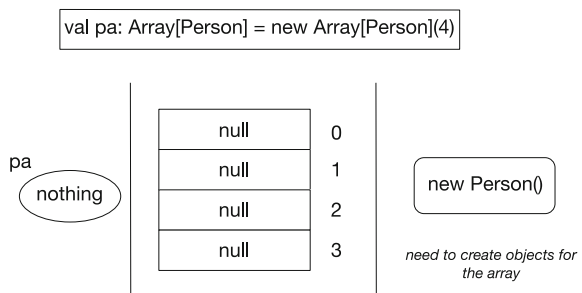 val pa: Array[Person] = new Array[Person](4)
pa
nothing
null 0
null 1
null 2
null 3
new Person()
need to create objects for
the array